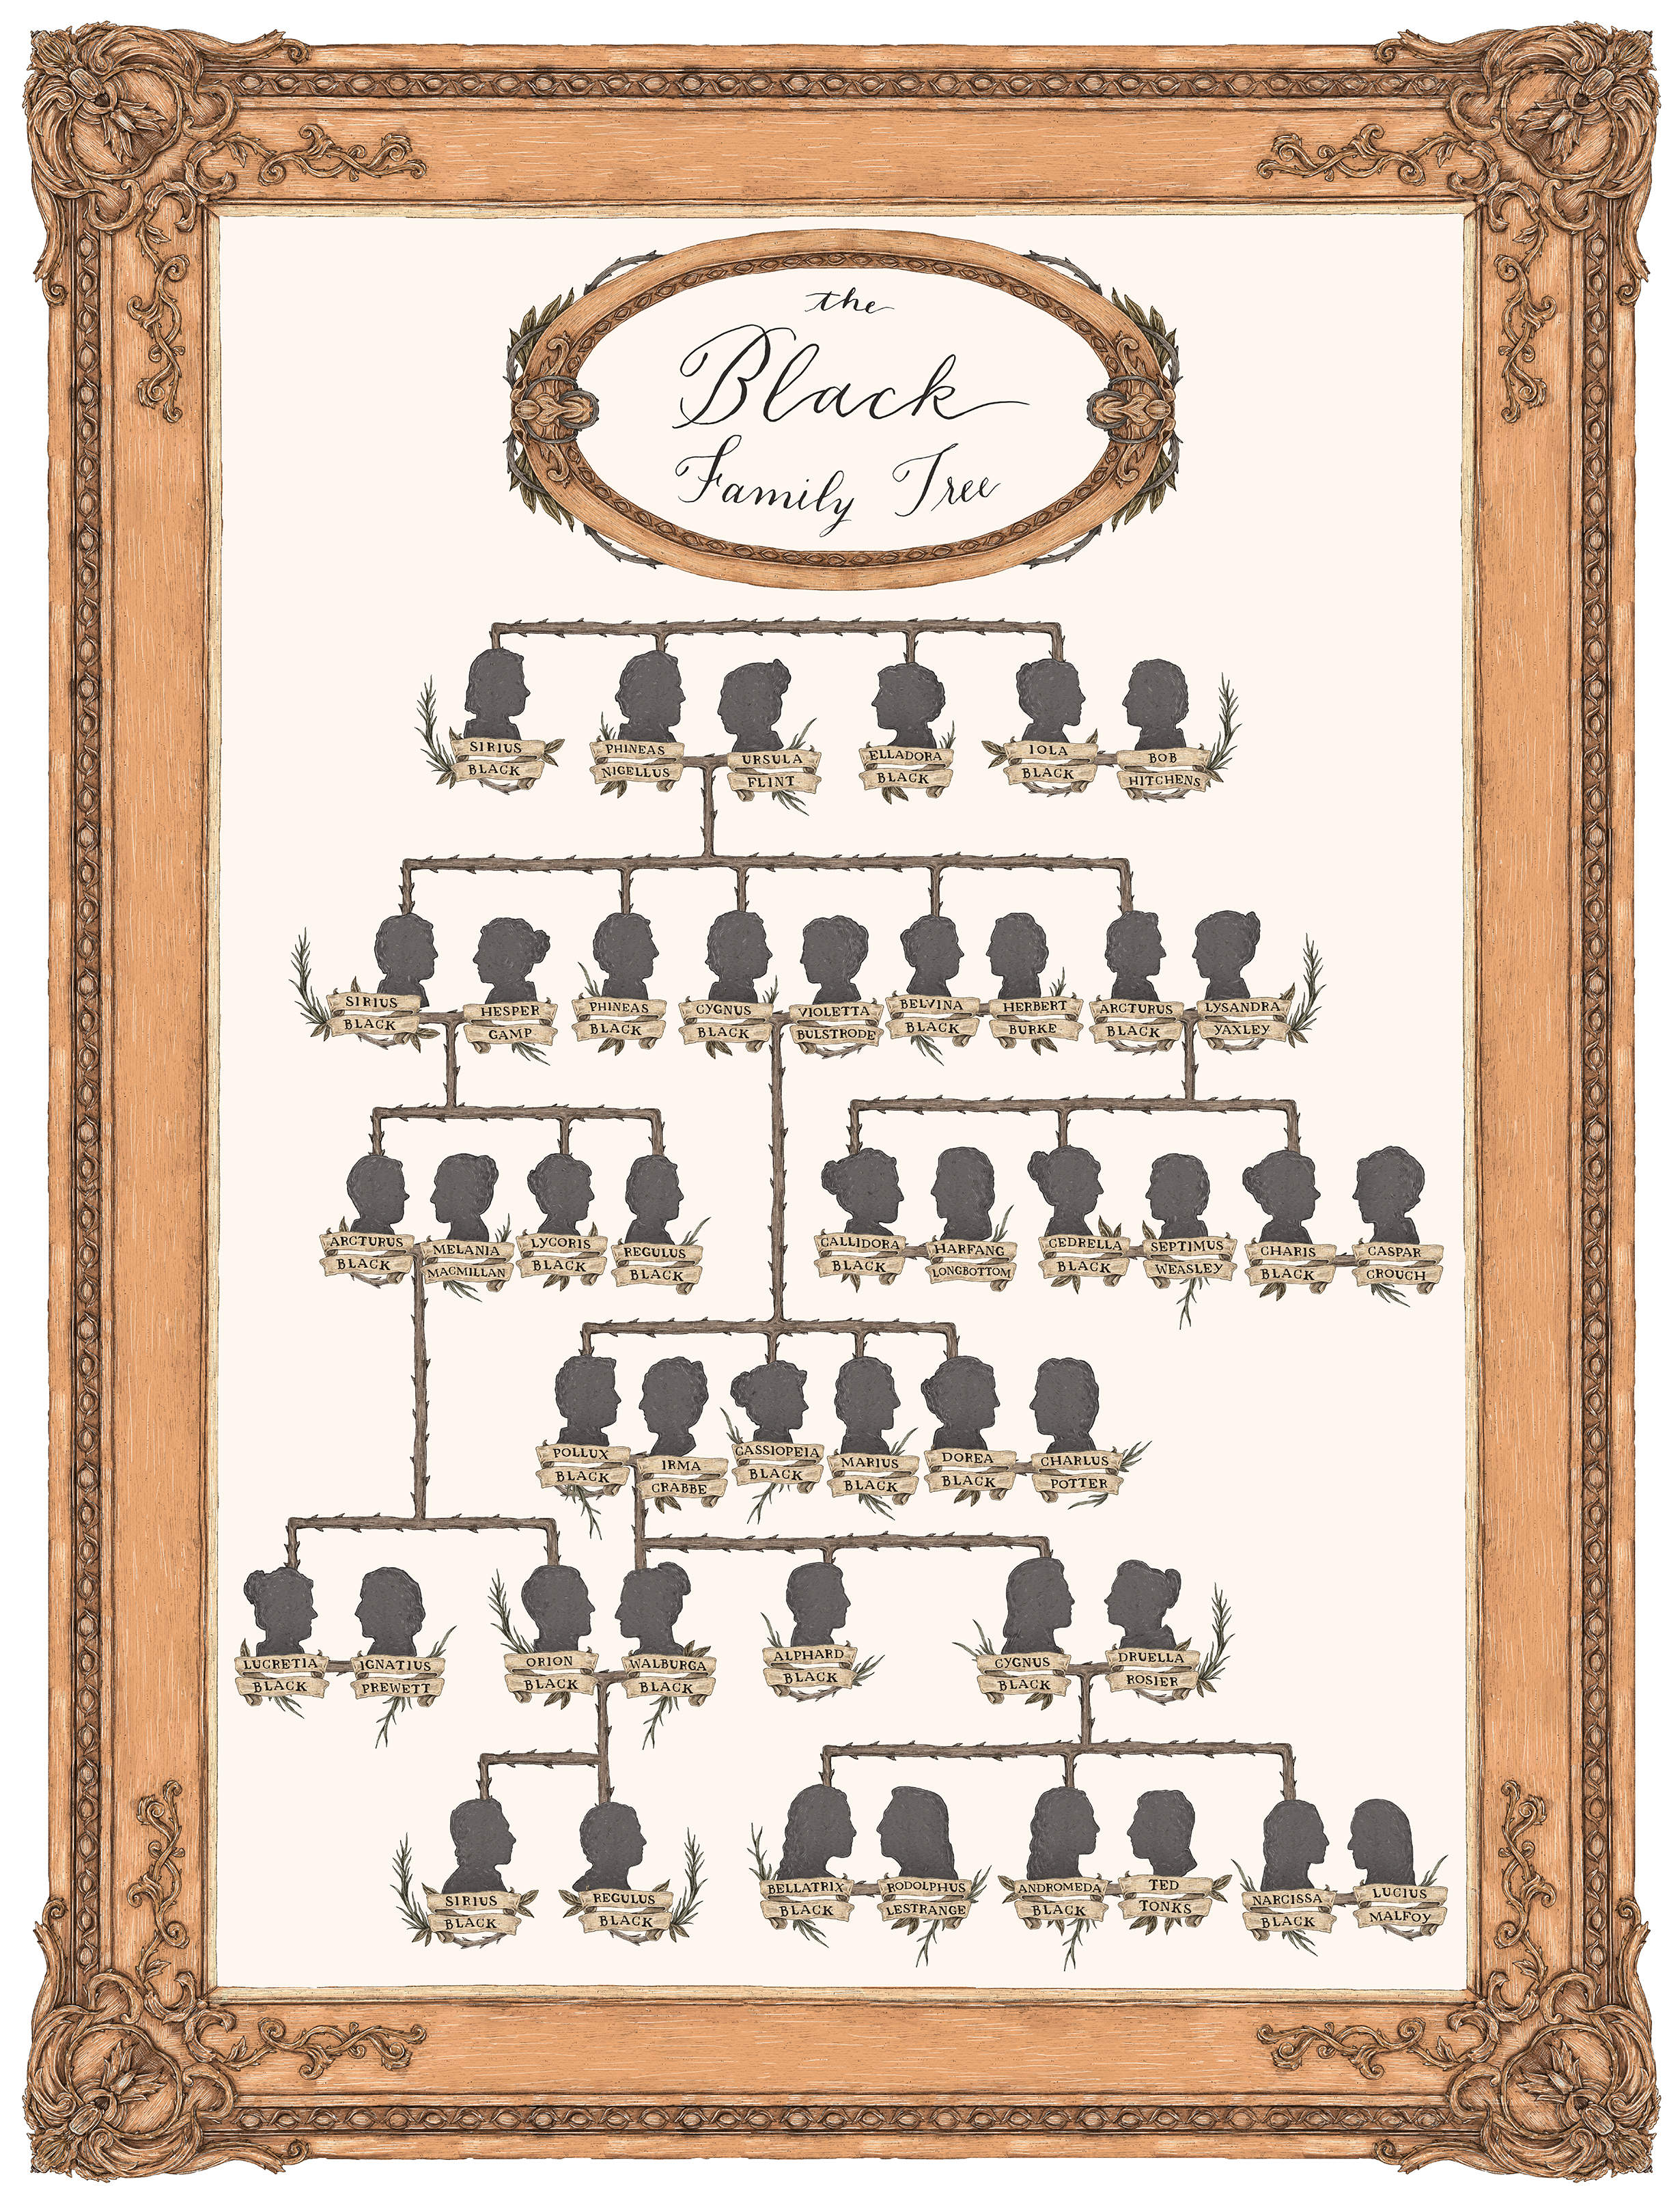 the
Black
Family Tree
SIRIUS
BLACK
PHINEAS
NIGELLUS
URSULA
FLINT
ELLADORA
BLACK
IOLA
BLACK
BOB
HITCHENS
SIRIUS
BLACK
HESPER
GAMP
PHINEAS
BLACK
CYGNUS
BLACK
VIOLETTA
BULSTRODE
BELVINA
BLACK
HERBERT
BURKE
ARCTURUS
BLACK
LYSANDRA
YAXLEY
ARCTURUS
BLACK
MELANIA
MACMILLAN
LYCORIS
BLACK
REGULUS
BLACK
CALLIDORA
BLACK
HARFANG
LONGBOTTOM
CEDRELLA
BLACK
SEPTIMUS
WEASLEY
CHARIS
BLACK
CASPAR
CROUCH
POLLUX
BLACK
IRMA
CRABBE
CASSIOPEIA
BLACK
MARIUS
BLACK
DOREA
BLACK
CHARLUS
POTTER
LUCRETIA
BLACK
IGNATIUS
PREWETT
ORION
BLACK
WALBURGA
BLACK
ALPHARD
BLACK
CYGNUS
BLACK
DRUELLA
ROSIER
SIRIUS
BLACK
REGULUS
BLACK
BELLATRIX
BLACK
RODOLPHUS
LESTRANGE
ANDROMEDA
BLACK
TED
TONKS
NARCISSA
BLACK
LUCIUS
MALFOY